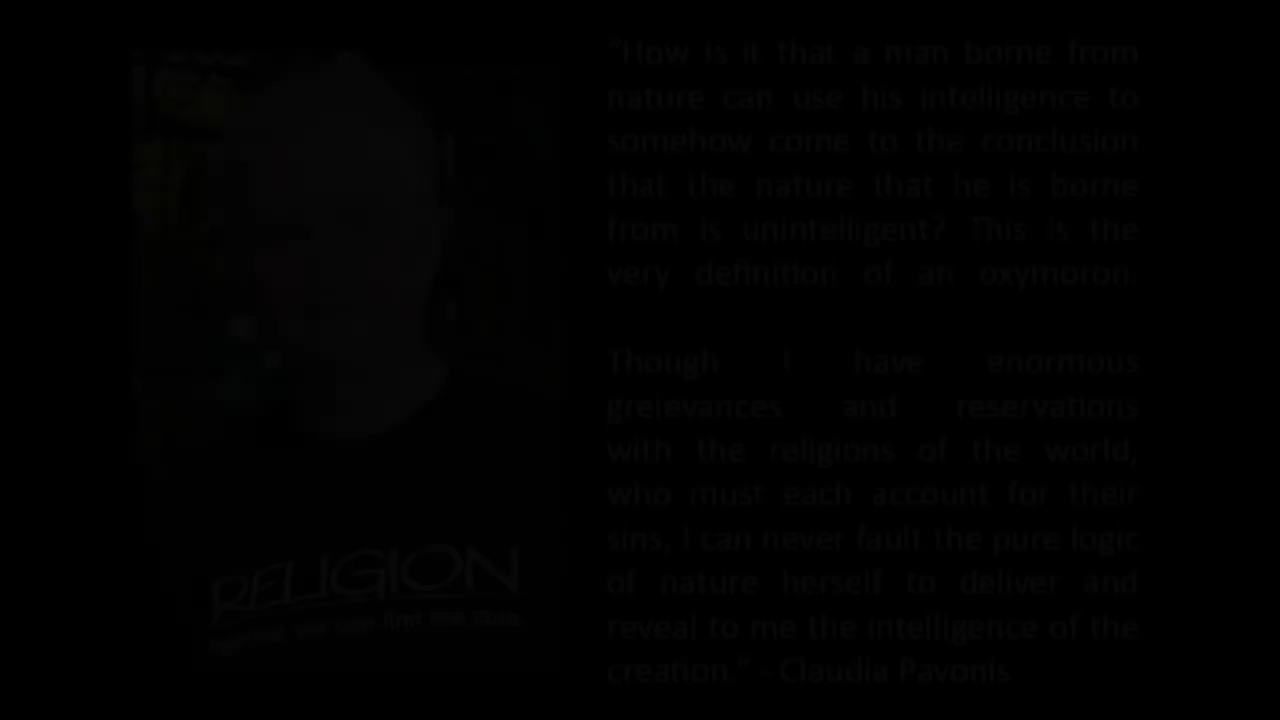 "How is it that a man borne from
nature can use his intelligence to
somehow come to the conclusion
that the nature that he is borne
from is unintelligent? This is the
very definition of an oxymoron.
Though I have enormous
greievances and reservations
with the religions of the world,
who must each account for their
sins, I can never fault the pure logic
of nature herself to deliver and
reveal to me the intelligence of the
creation." - Claudia Pavonis
RELIGION